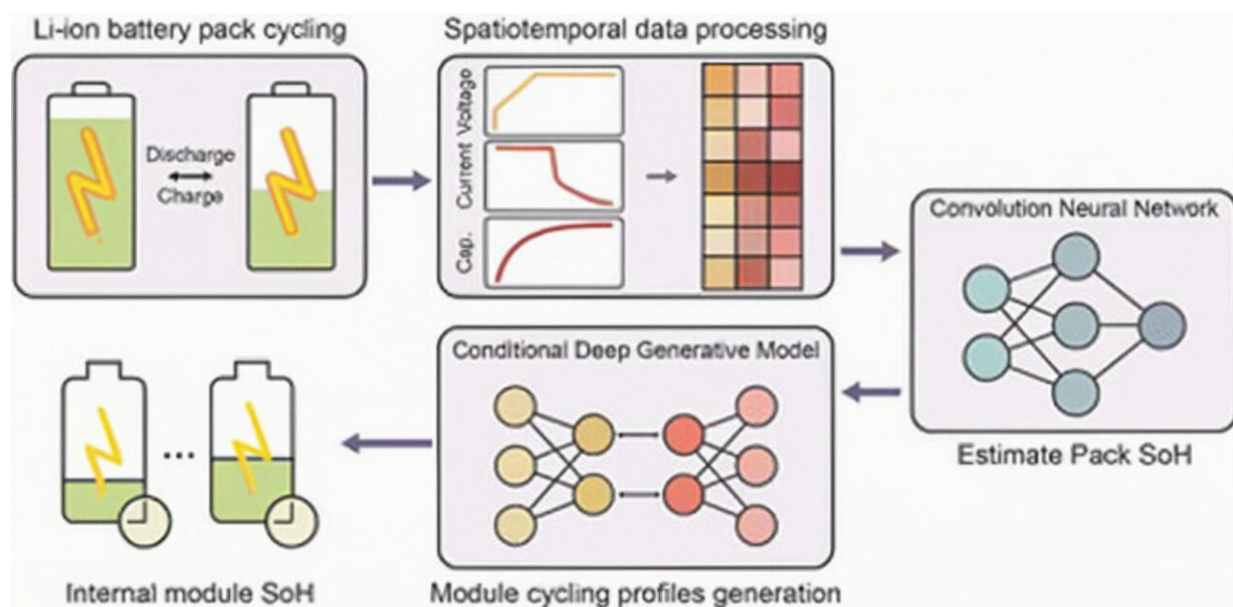 Li-ion battery pack cycling
Spatiotemporal data processing
Discharge
Charge
Voltage
Current
Cap.
Convolution Neural Network
Estimate Pack SoH
Conditional Deep Generative Model
Module cycling profiles generation
...
Internal module SoH